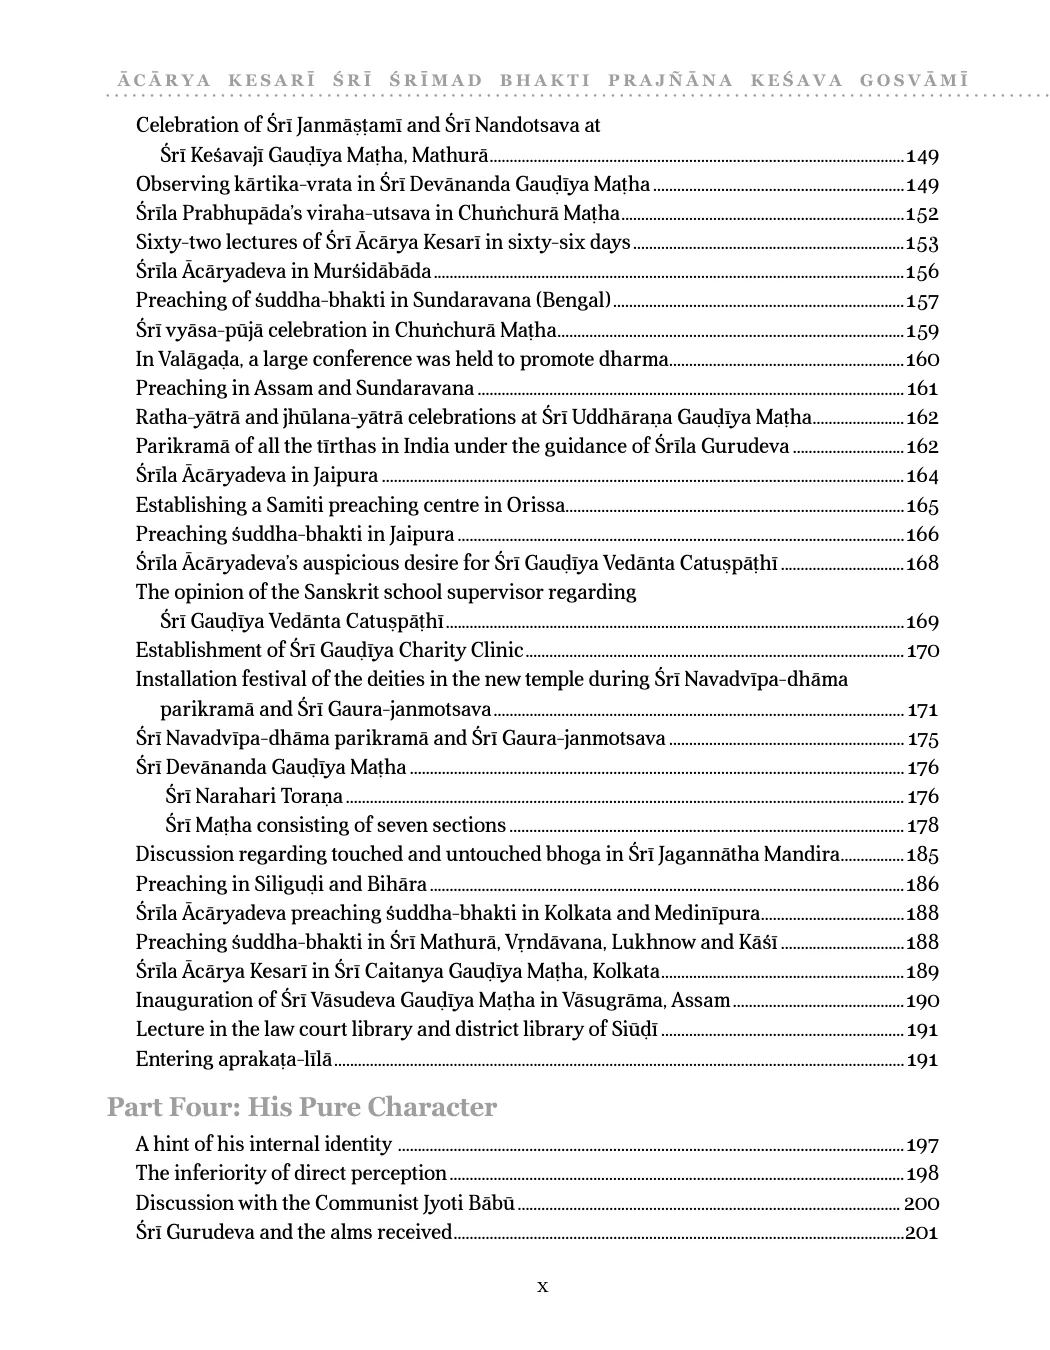 ĀCĀRYA KESARĪ ŚRĪ ŚRĪMAD BHAKTI PRAJÑĀNA KEŚAVA GOSVĀMĪ
Celebration of Śrī Janmāṣṭamī and Śrī Nandotsava at
Śrī Keśavajī Gauḍīya Maṭha, Mathurā 149
Observing kārtika-vrata in Śrī Devānanda Gauḍīya Maṭha 149
Śrīla Prabhupāda’s viraha-utsava in Chuṅchurā Maṭha 152
Sixty-two lectures of Śrī Ācārya Kesarī in sixty-six days 153
Śrīla Ācāryadeva in Murśidābāda 156
Preaching of śuddha-bhakti in Sundaravana (Bengal) 157
Śrī vyāsa-pūjā celebration in Chuṅchurā Maṭha 159
In Valāgaḍa, a large conference was held to promote dharma 160
Preaching in Assam and Sundaravana 161
Ratha-yātrā and jhūlana-yātrā celebrations at Śrī Uddhāraṇa Gauḍīya Maṭha 162
Parikramā of all the tīrthas in India under the guidance of Śrīla Gurudeva 162
Śrīla Ācāryadeva in Jaipura 164
Establishing a Samiti preaching centre in Orissa 165
Preaching śuddha-bhakti in Jaipura 166
Śrīla Ācāryadeva’s auspicious desire for Śrī Gauḍīya Vedānta Catuṣpāṭhī 168
The opinion of the Sanskrit school supervisor regarding
Śrī Gauḍīya Vedānta Catuṣpāṭhī 169
Establishment of Śrī Gauḍīya Charity Clinic 170
Installation festival of the deities in the new temple during Śrī Navadvīpa-dhāma
parikramā and Śrī Gaura-janmotsava 171
Śrī Navadvīpa-dhāma parikramā and Śrī Gaura-janmotsava 175
Śrī Devānanda Gauḍīya Maṭha 176
Śrī Narahari Toraṇa 176
Śrī Maṭha consisting of seven sections 178
Discussion regarding touched and untouched bhoga in Śrī Jagannātha Mandira 185
Preaching in Siliguḍi and Bihāra 186
Śrīla Ācāryadeva preaching śuddha-bhakti in Kolkata and Medinīpura 188
Preaching śuddha-bhakti in Śrī Mathurā, Vṛndāvana, Lukhnow and Kāśī 188
Śrīla Ācārya Kesarī in Śrī Caitanya Gauḍīya Maṭha, Kolkata 189
Inauguration of Śrī Vāsudeva Gauḍīya Maṭha in Vāsugrāma, Assam 190
Lecture in the law court library and district library of Siūḍī 191
Entering aprakaṭa-līlā 191
Part Four: His Pure Character
A hint of his internal identity 197
The inferiority of direct perception 198
Discussion with the Communist Jyoti Bābū 200
Śrī Gurudeva and the alms received 201
x